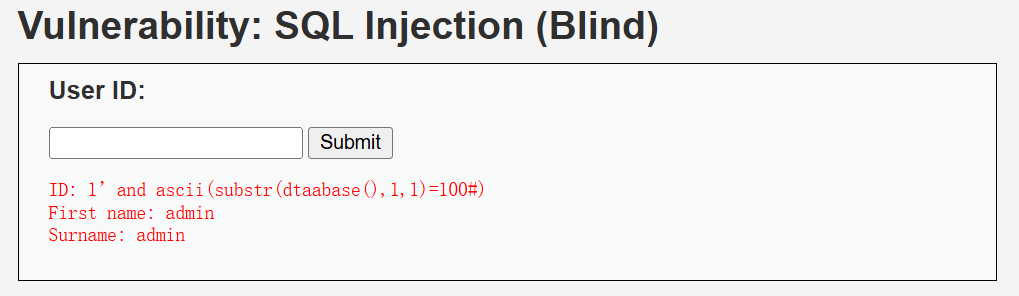 Vulnerability: SQL Injection (Blind)
User ID:
Submit
ID: 1’ and ascii(substr(dtaabase(),1,1)=100#)
First name: admin
Surname: admin